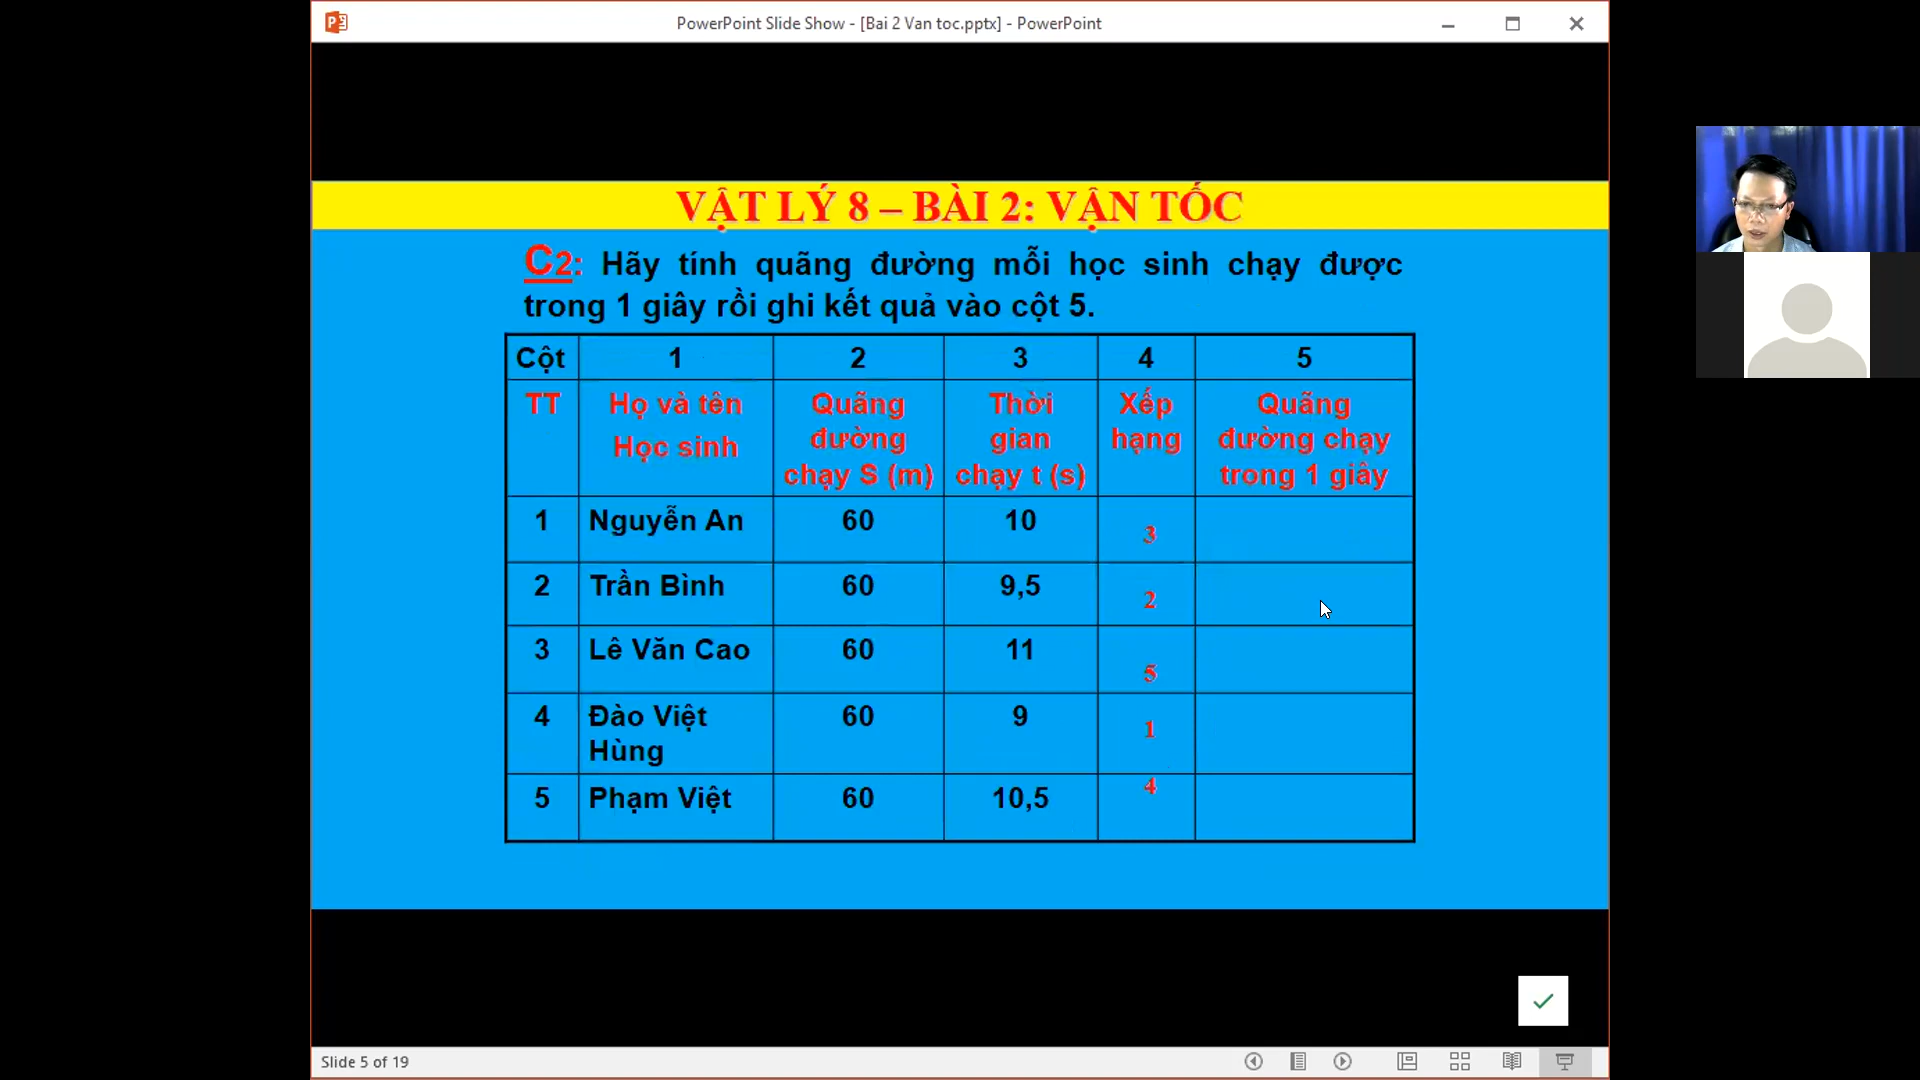 PowerPoint Slide Show - [Bai 2 Van toc.pptx] - PowerPoint
VẬT LÝ 8 – BÀI 2: VẬN TỐC
C2: Hãy tính quãng đường mỗi học sinh chạy được
trong 1 giây rồi ghi kết quả vào cột 5.
Cột 1 2 3 4 5
TT Họ và tên Quãng Thời Xếp Quãng
Học sinh đường gian hạng đường chạy
chạy S (m) chạy t (s) trong 1 giây
1 Nguyễn An 60 10 3
2 Trần Bình 60 9,5 2
3 Lê Văn Cao 60 11 5
4 Đào Việt 60 9 1
Hùng
5 Phạm Việt 60 10,5 4
Slide 5 of 19